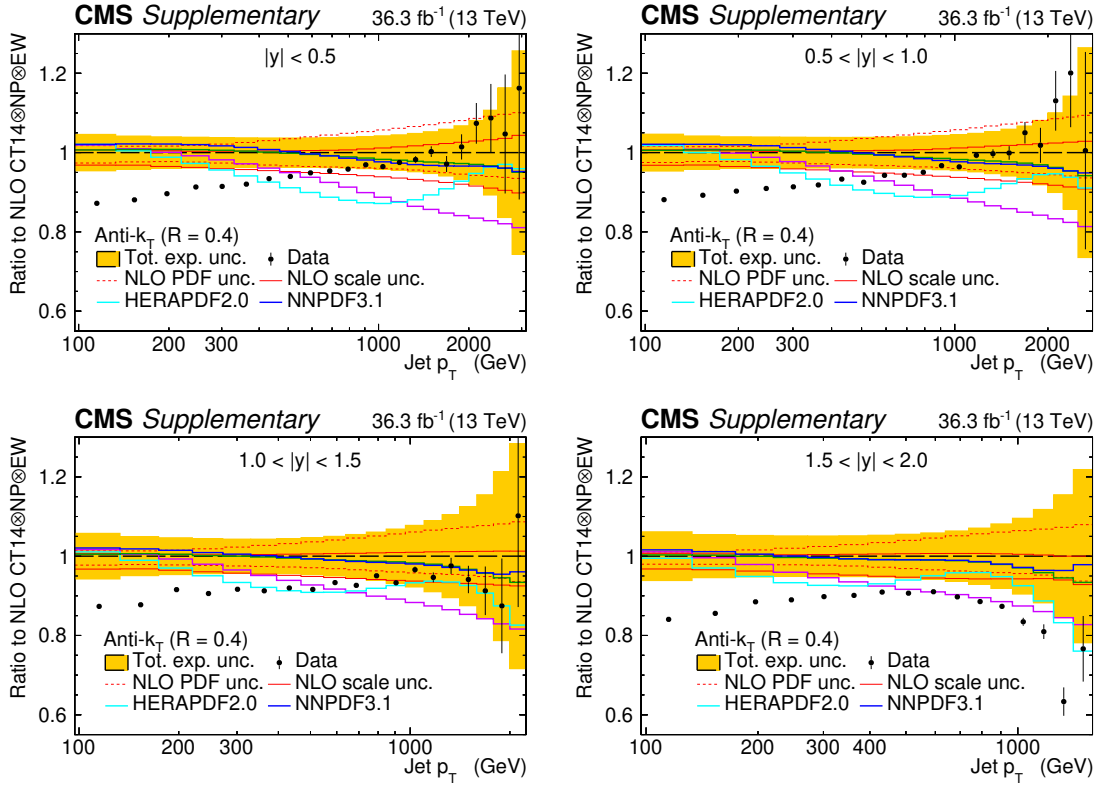 CMS Supplementary 36.3 fb-1 (13 TeV)
Ratio to NLO CT14⊗NP⊗EW
|y| < 0.5
1.2
1
0.8
0.6
Anti-kT (R = 0.4)
Tot. exp. unc. Data
NLO PDF unc. NLO scale unc.
HERAPDF2.0 NNPDF3.1
100 200 300 1000 2000
Jet pT (GeV)
CMS Supplementary 36.3 fb-1 (13 TeV)
Ratio to NLO CT14⊗NP⊗EW
0.5 < |y| < 1.0
1.2
1
0.8
0.6
Anti-kT (R = 0.4)
Tot. exp. unc. Data
NLO PDF unc. NLO scale unc.
HERAPDF2.0 NNPDF3.1
100 200 300 1000 2000
Jet pT (GeV)
CMS Supplementary 36.3 fb-1 (13 TeV)
Ratio to NLO CT14⊗NP⊗EW
1.0 < |y| < 1.5
1.2
1
0.8
0.6
Anti-kT (R = 0.4)
Tot. exp. unc. Data
NLO PDF unc. NLO scale unc.
HERAPDF2.0 NNPDF3.1
100 200 300 1000
Jet pT (GeV)
CMS Supplementary 36.3 fb-1 (13 TeV)
Ratio to NLO CT14⊗NP⊗EW
1.5 < |y| < 2.0
1.2
1
0.8
0.6
Anti-kT (R = 0.4)
Tot. exp. unc. Data
NLO PDF unc. NLO scale unc.
HERAPDF2.0 NNPDF3.1
100 200 300 400 1000
Jet pT (GeV)